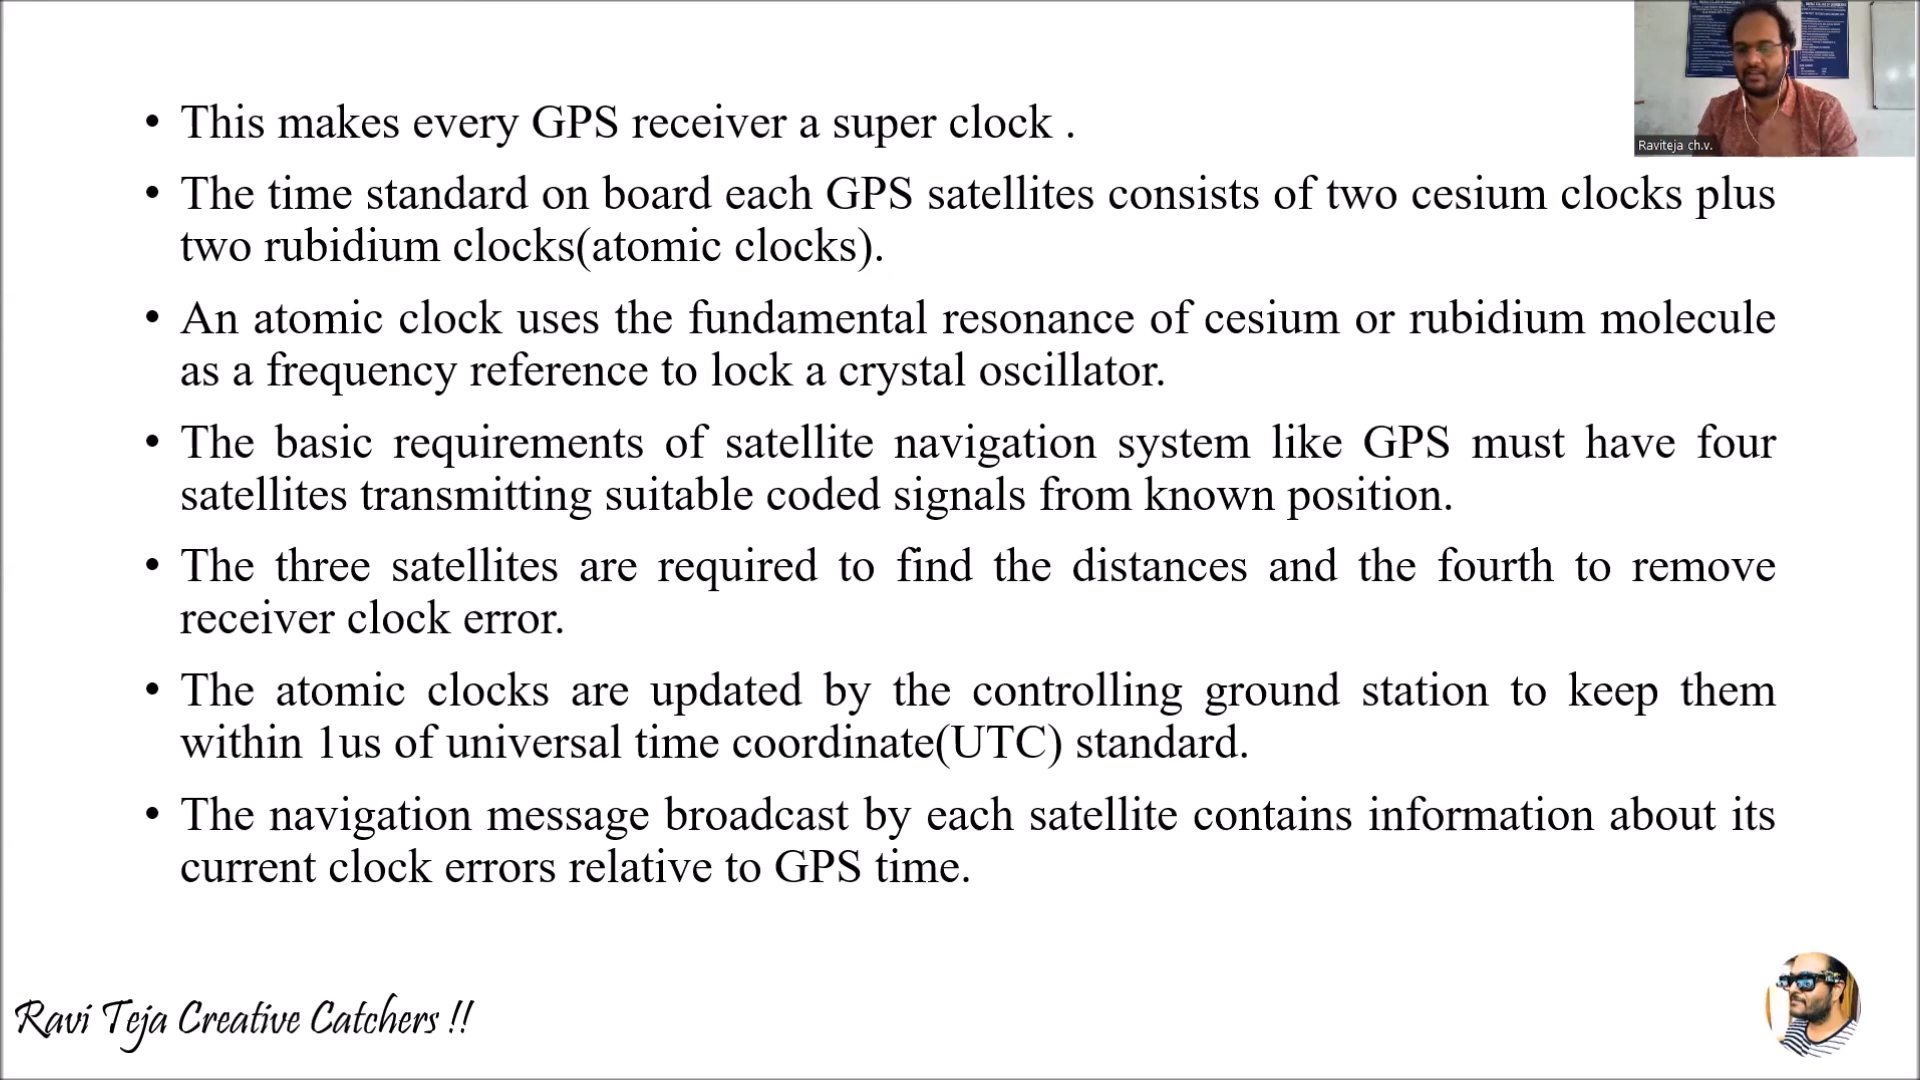 • This makes every GPS receiver a super clock .
• The time standard on board each GPS satellites consists of two cesium clocks plus
two rubidium clocks(atomic clocks).
• An atomic clock uses the fundamental resonance of cesium or rubidium molecule
as a frequency reference to lock a crystal oscillator.
• The basic requirements of satellite navigation system like GPS must have four
satellites transmitting suitable coded signals from known position.
• The three satellites are required to find the distances and the fourth to remove
receiver clock error.
• The atomic clocks are updated by the controlling ground station to keep them
within 1us of universal time coordinate(UTC) standard.
• The navigation message broadcast by each satellite contains information about its
current clock errors relative to GPS time.
Raviteja ch.v.
Ravi Teja Creative Catchers !!